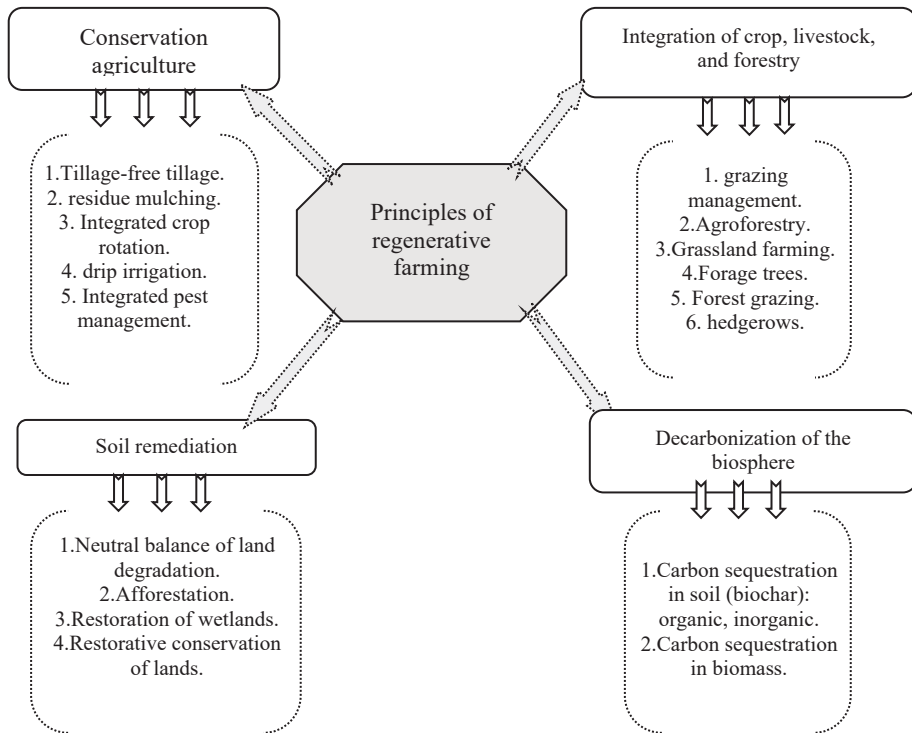 Conservation
agriculture
1.Tillage-free tillage.
2. residue mulching.
3. Integrated crop
rotation.
4. drip irrigation.
5. Integrated pest
management.
Integration of crop, livestock,
and forestry
1. grazing
management.
2.Agroforestry.
3.Grassland farming.
4.Forage trees.
5. Forest grazing.
6. hedgerows.
Principles of
regenerative
farming
Soil remediation
1.Neutral balance of land
degradation.
2.Afforestation.
3.Restoration of wetlands.
4.Restorative conservation
of lands.
Decarbonization of the
biosphere
1.Carbon sequestration
in soil (biochar):
organic, inorganic.
2.Carbon sequestration
in biomass.